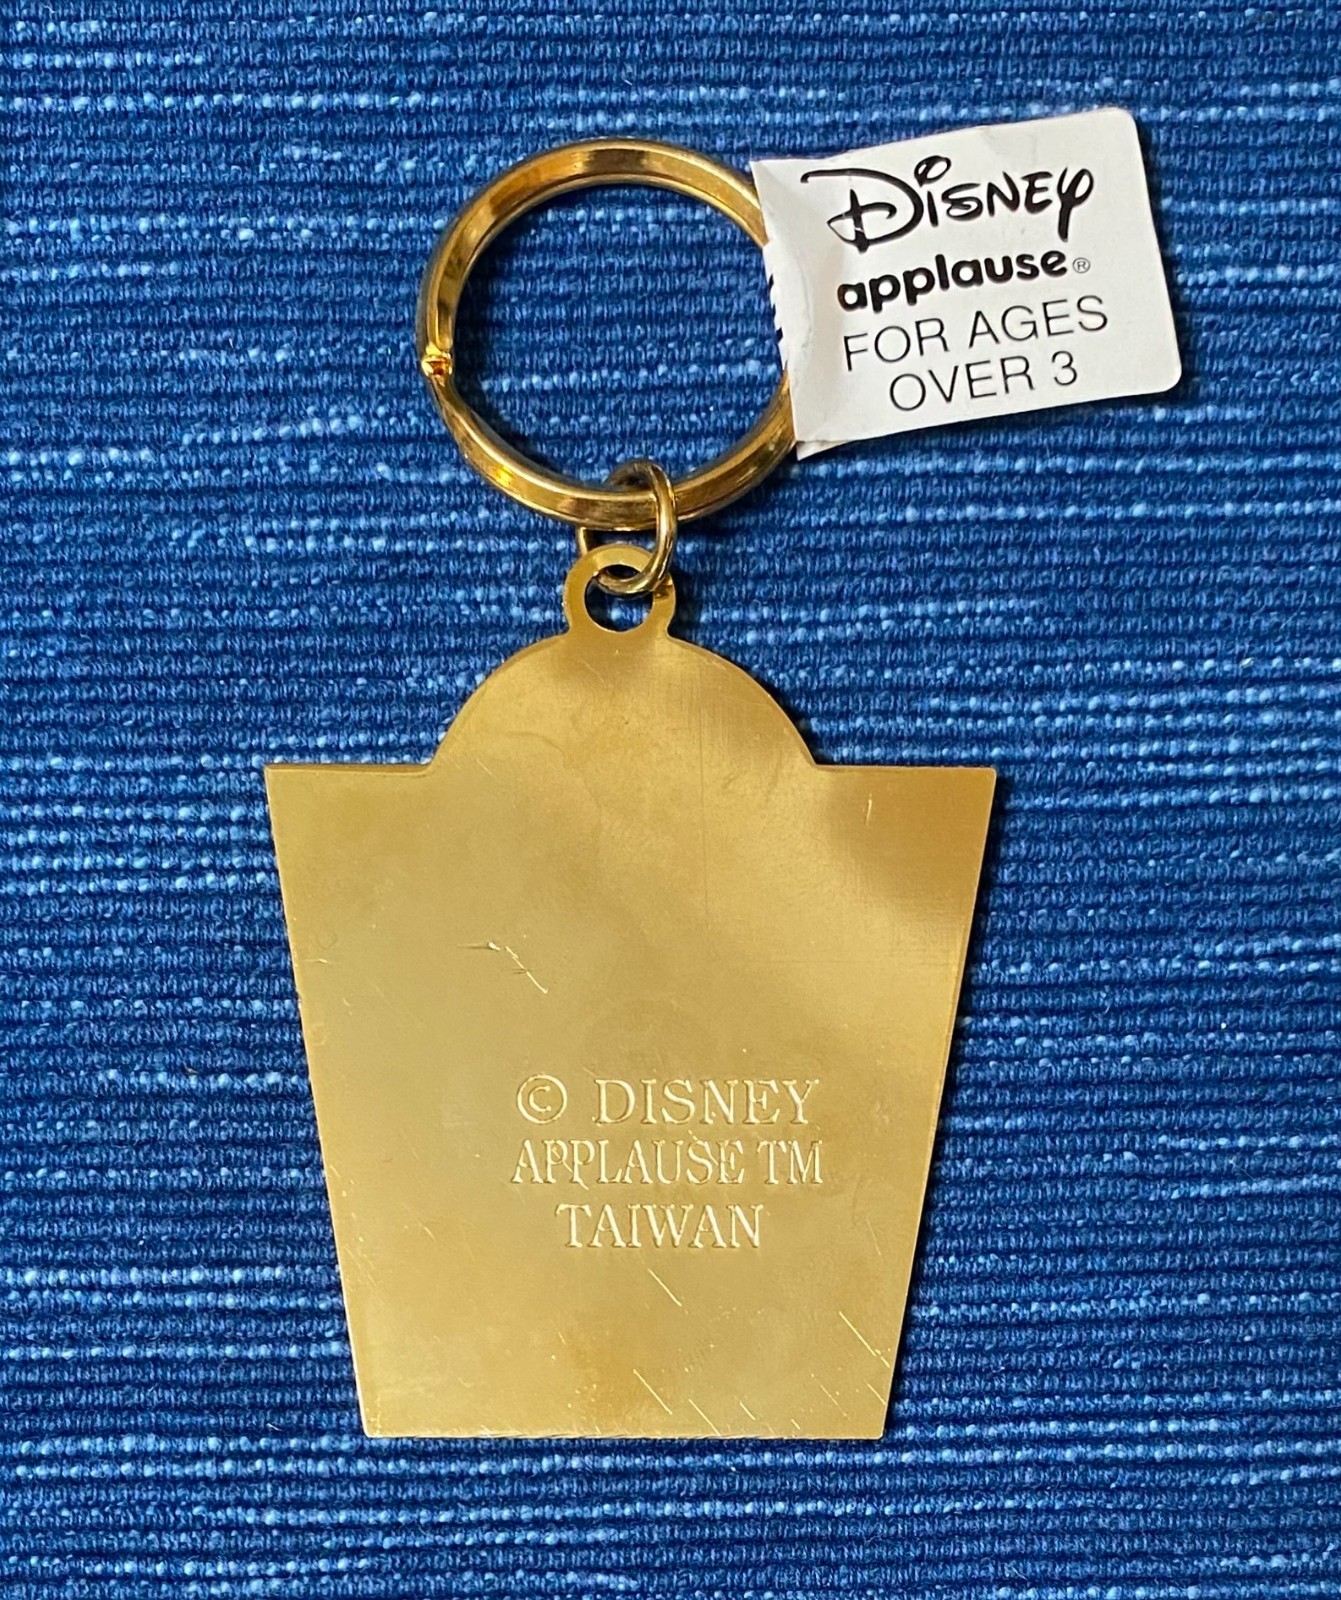 DISNEY
applause®
FOR AGES
OVER 3
© DISNEY
APPLAUSE TM
TAIWAN